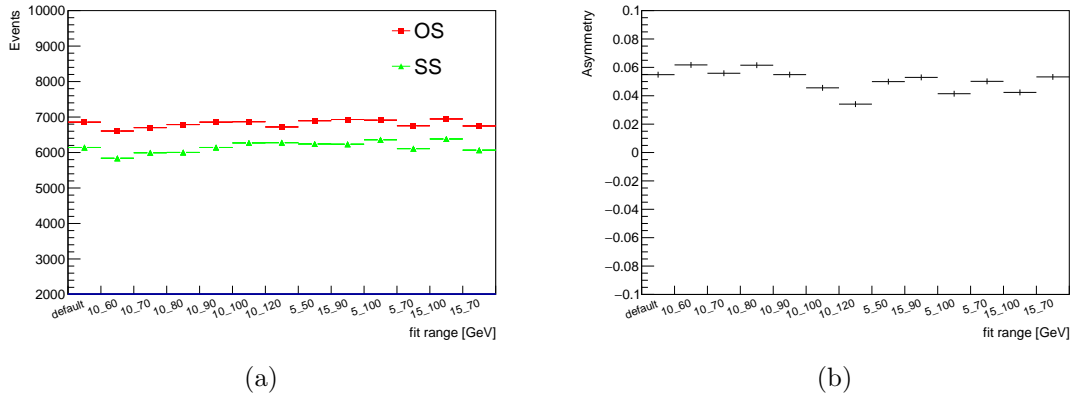 Events
10000
9000
8000
7000
6000
5000
4000
3000
2000
OS
SS
default 10_60 10_70 10_80 10_90 10_100 10_120 5_50 15_90 5_100 5_70 15_100 15_70
fit range [GeV]
(a)
Asymmetry
0.1
0.08
0.06
0.04
0.02
0
−0.02
−0.04
−0.06
−0.08
−0.1
default 10_60 10_70 10_80 10_90 10_100 10_120 5_50 15_90 5_100 5_70 15_100 15_70
fit range [GeV]
(b)